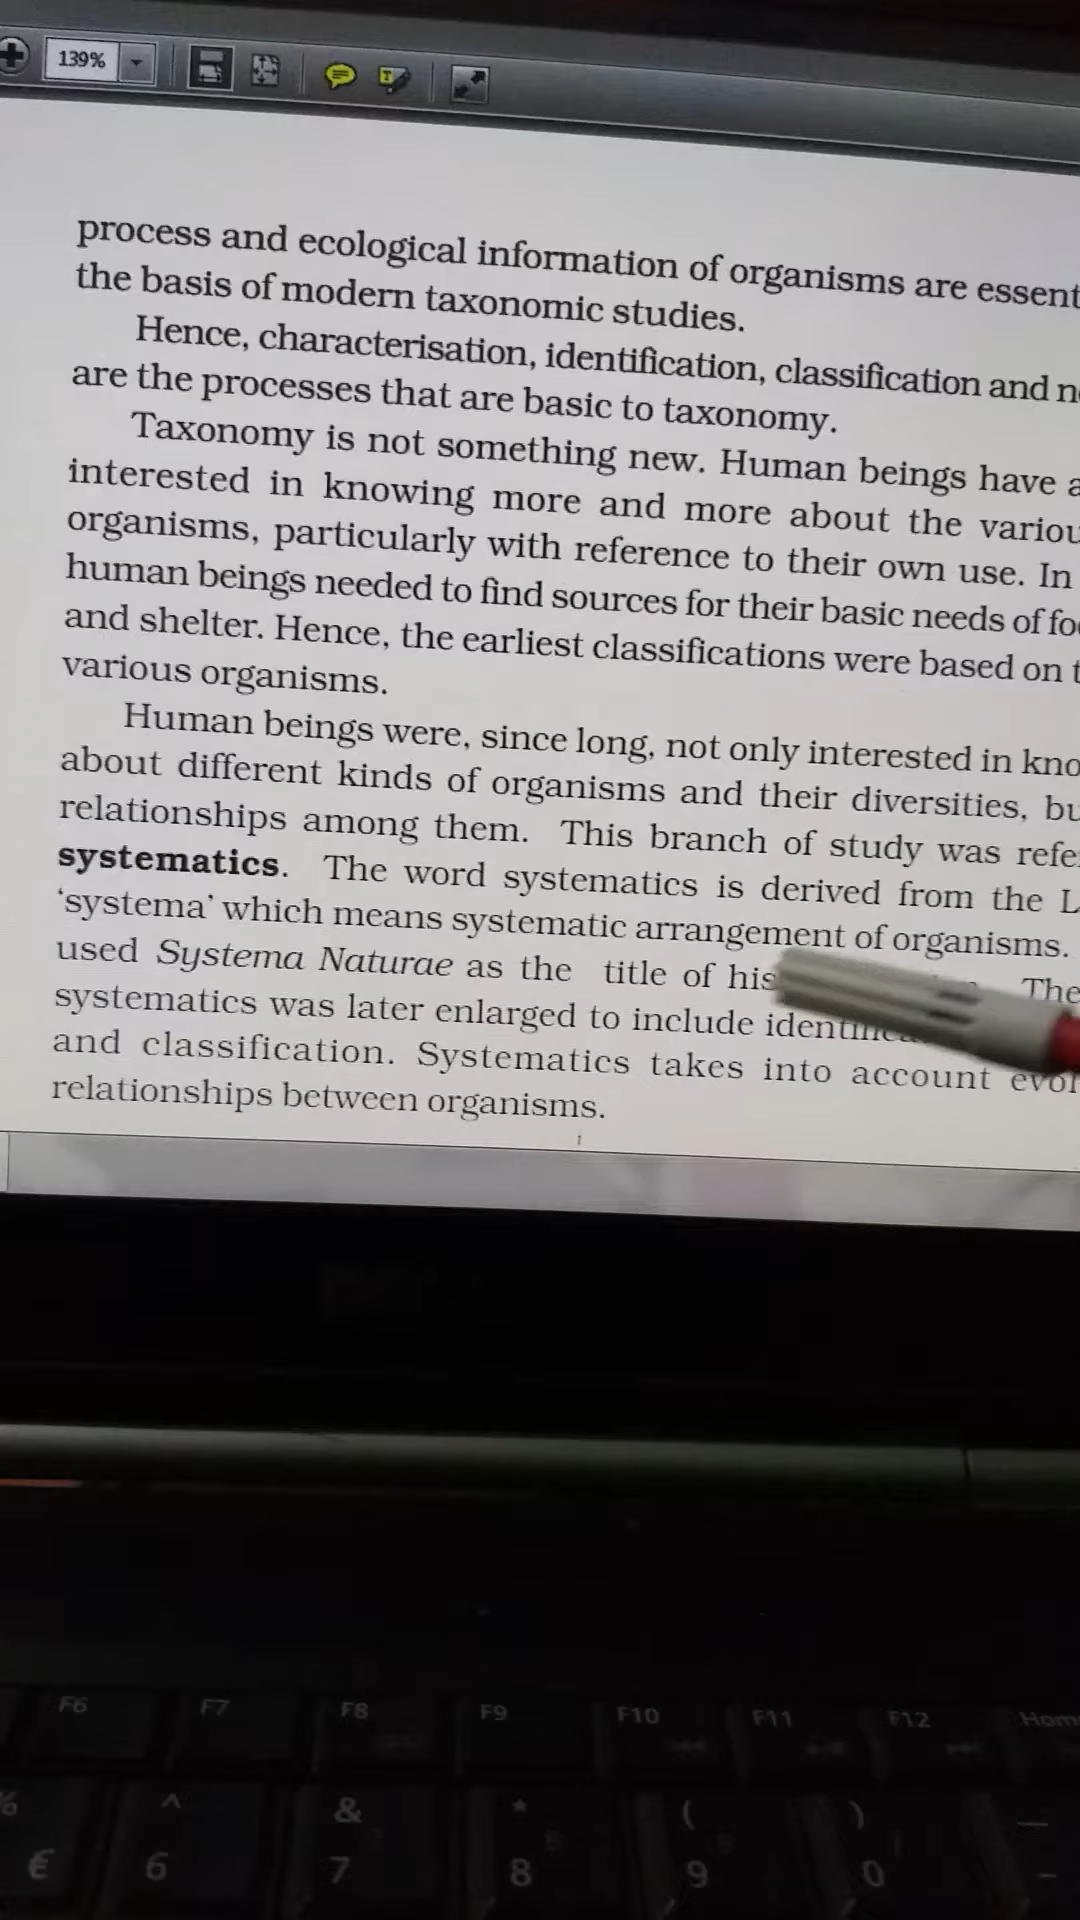 139%
process and ecological information of organisms are essent
the basis of modern taxonomic studies.
Hence, characterisation, identification, classification and n
are the processes that are basic to taxonomy.
Taxonomy is not something new. Human beings have a
interested in knowing more and more about the variou
organisms, particularly with reference to their own use. In
human beings needed to find sources for their basic needs of fo
and shelter. Hence, the earliest classifications were based on t
various organisms.
Human beings were, since long, not only interested in kno
about different kinds of organisms and their diversities, bu
relationships among them. This branch of study was refe
systematics. The word systematics is derived from the L
‘systema’ which means systematic arrangement of organisms.
used Systema Naturae as the title of his The
systematics was later enlarged to include identifica
and classification. Systematics takes into account evol
relationships between organisms.
F6 F7 F8 F9 F10 F11 F12 Hom
% ^ & * ( ) _
€ 6 7 8 9 0 -